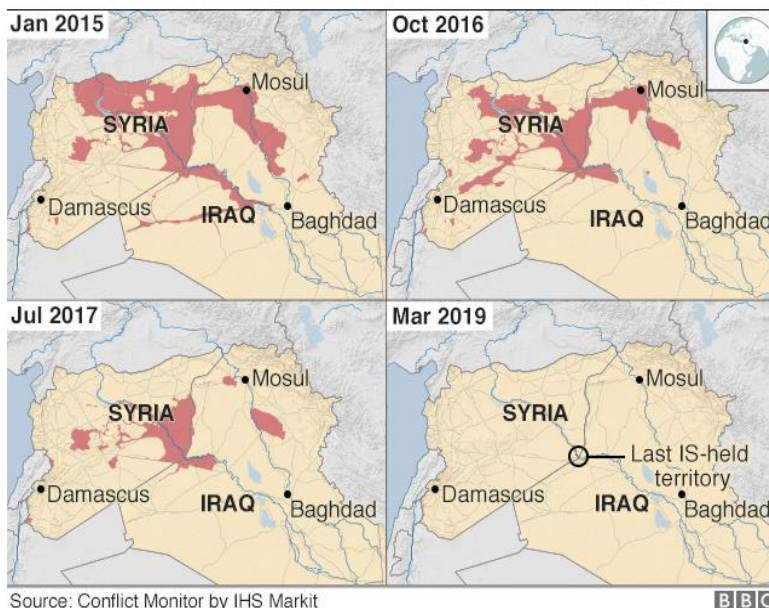 Jan 2015
Mosul
SYRIA
Damascus
IRAQ
Baghdad
Oct 2016
Mosul
SYRIA
Damascus
IRAQ
Baghdad
Jul 2017
Mosul
SYRIA
Damascus
IRAQ
Baghdad
Mar 2019
Mosul
SYRIA
Last IS-held
territory
Damascus
IRAQ
Baghdad
Source: Conflict Monitor by IHS Markit
BBC